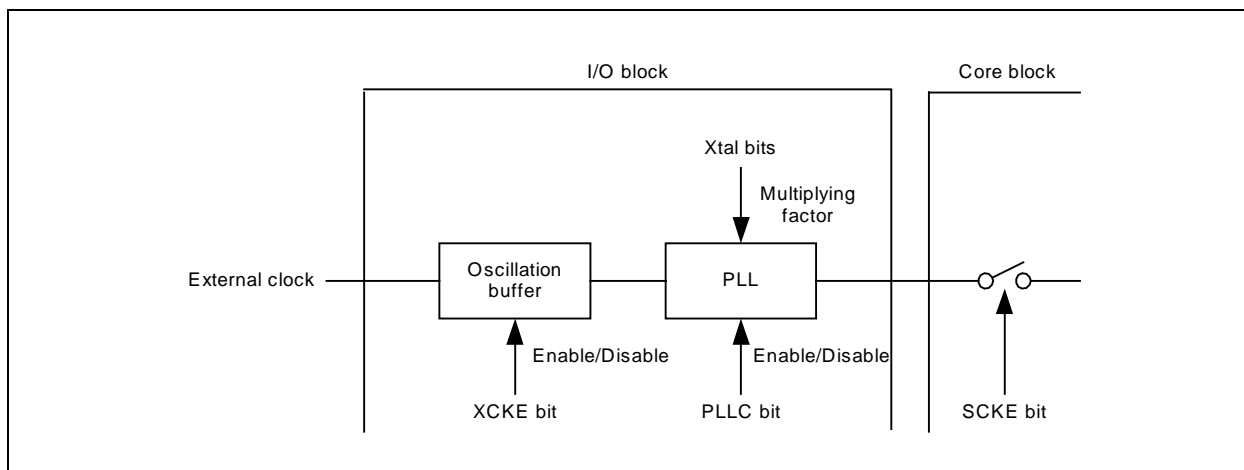 I/O block
Core block
Xtal bits
Multiplying
factor
External clock
Oscillation
buffer
PLL
Enable/Disable
Enable/Disable
XCKE bit
PLLC bit
SCKE bit